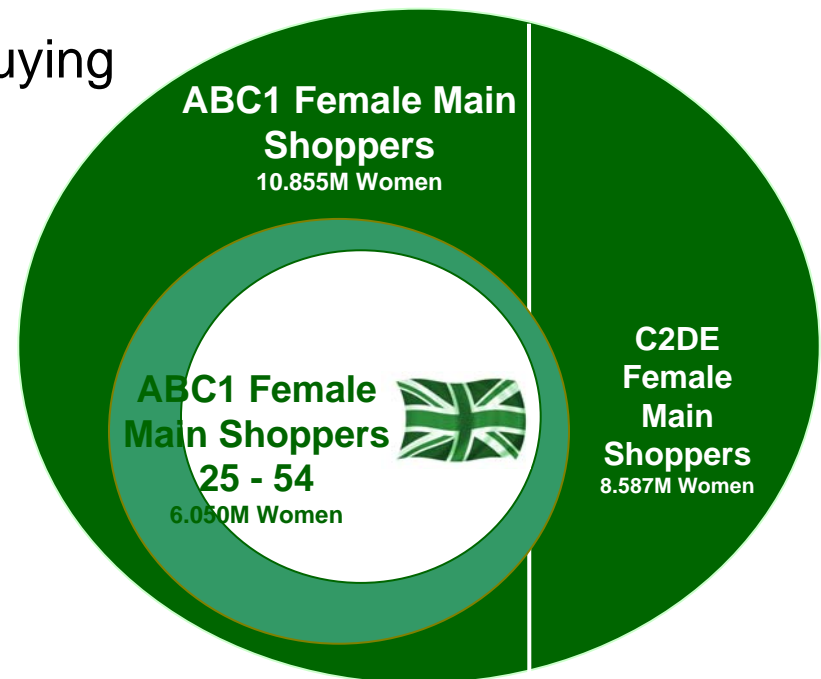 uying
ABC1 Female Main
Shoppers
10.855M Women
ABC1 Female
Main Shoppers
25 - 54
6.050M Women
C2DE
Female
Main
Shoppers
8.587M Women